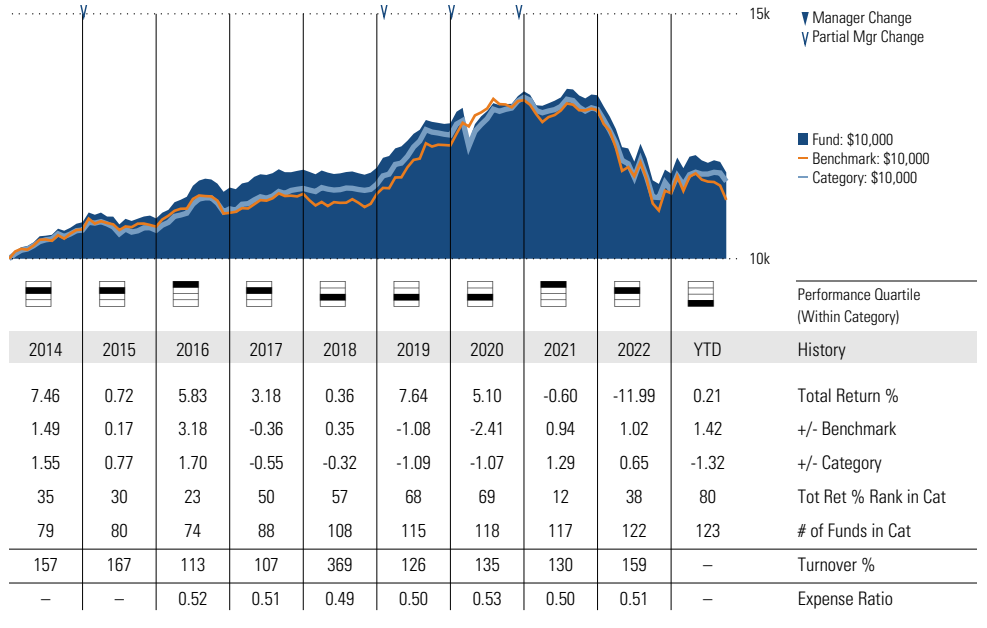 15k
Manager Change
Partial Mgr Change
Fund: $10,000
Benchmark: $10,000
Category: $10,000
10k
Performance Quartile
(Within Category)
2014 2015 2016 2017 2018 2019 2020 2021 2022 YTD History
7.46 0.72 5.83 3.18 0.36 7.64 5.10 -0.60 -11.99 0.21 Total Return %
1.49 0.17 3.18 -0.36 0.35 -1.08 -2.41 0.94 1.02 1.42 +/- Benchmark
1.55 0.77 1.70 -0.55 -0.32 -1.09 -1.07 1.29 0.65 -1.32 +/- Category
35 30 23 50 57 68 69 12 38 80 Tot Ret % Rank in Cat
79 80 74 88 108 115 118 117 122 123 # of Funds in Cat
157 167 113 107 369 126 135 130 159 – Turnover %
– – 0.52 0.51 0.49 0.50 0.53 0.50 0.51 – Expense Ratio